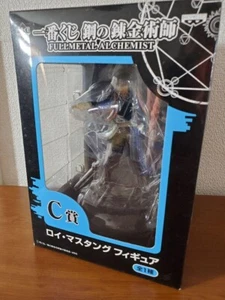 一番くじ 鋼の錬金術師
FULLMETAL ALCHEMIST
BANPRESTO
C賞
ロイ・マスタング フィギュア
全1種